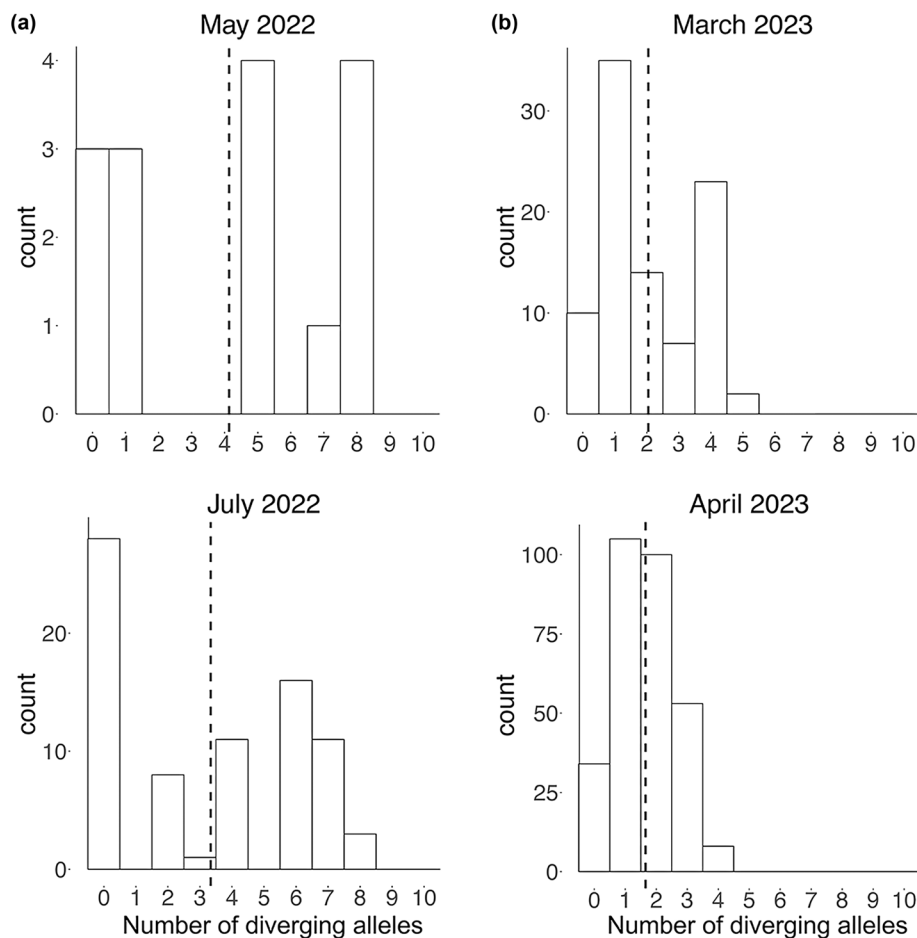 (a)
May 2022
4
3
2
1
0
count
0 1 2 3 4 5 6 7 8 9 10
(b)
March 2023
30
20
10
0
count
0 1 2 3 4 5 6 7 8 9 10
July 2022
20
10
0
count
0 1 2 3 4 5 6 7 8 9 10
Number of diverging alleles
April 2023
100
75
50
25
0
count
0 1 2 3 4 5 6 7 8 9 10
Number of diverging alleles